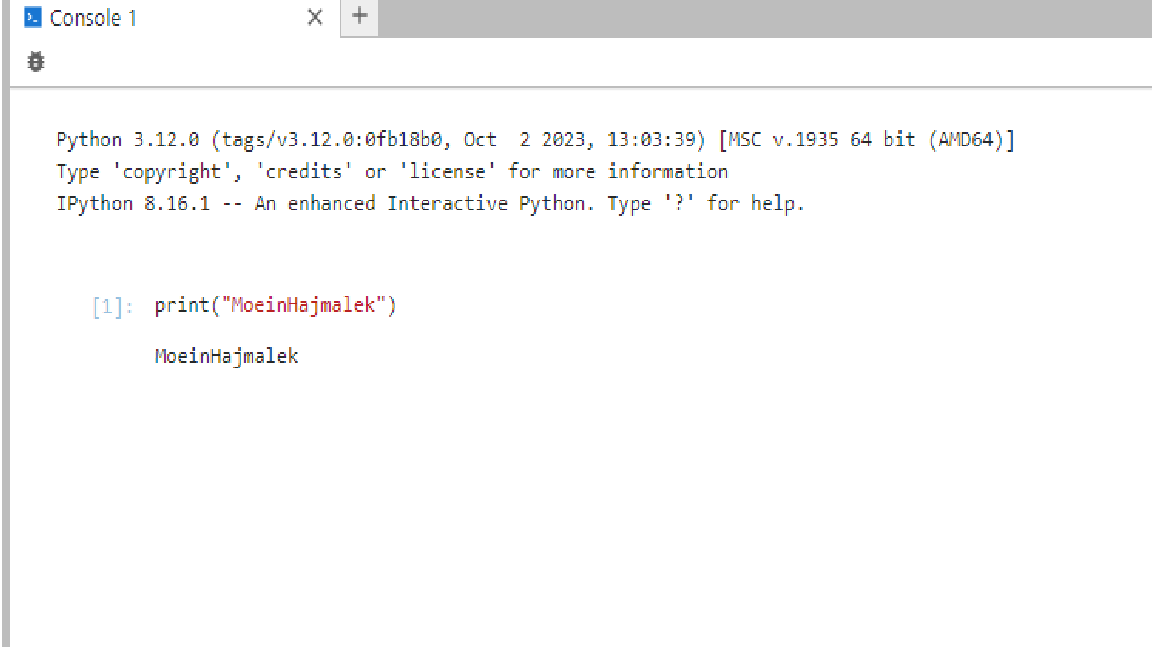 Console 1
Python 3.12.0 (tags/v3.12.0:0fb18b0, Oct  2 2023, 13:03:39) [MSC v.1935 64 bit (AMD64)]
Type 'copyright', 'credits' or 'license' for more information
IPython 8.16.1 -- An enhanced Interactive Python. Type '?' for help.
[1]: print("MoeinHajmalek")
MoeinHajmalek